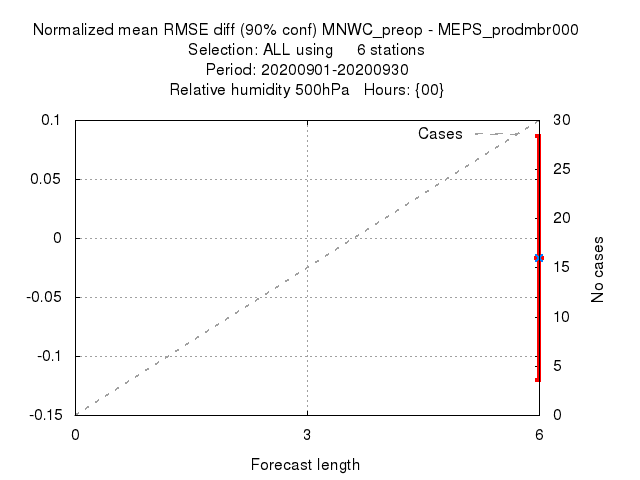 Normalized mean RMSE diff (90% conf) MNWC_preop - MEPS_prodmbr000
Selection: ALL using     6 stations
Period: 20200901-20200930
Relative humidity 500hPa   Hours: {00}
Cases
0.1
0.05
0
-0.05
-0.1
-0.15
30
25
20
15
10
5
0
No cases
0
3
6
Forecast length